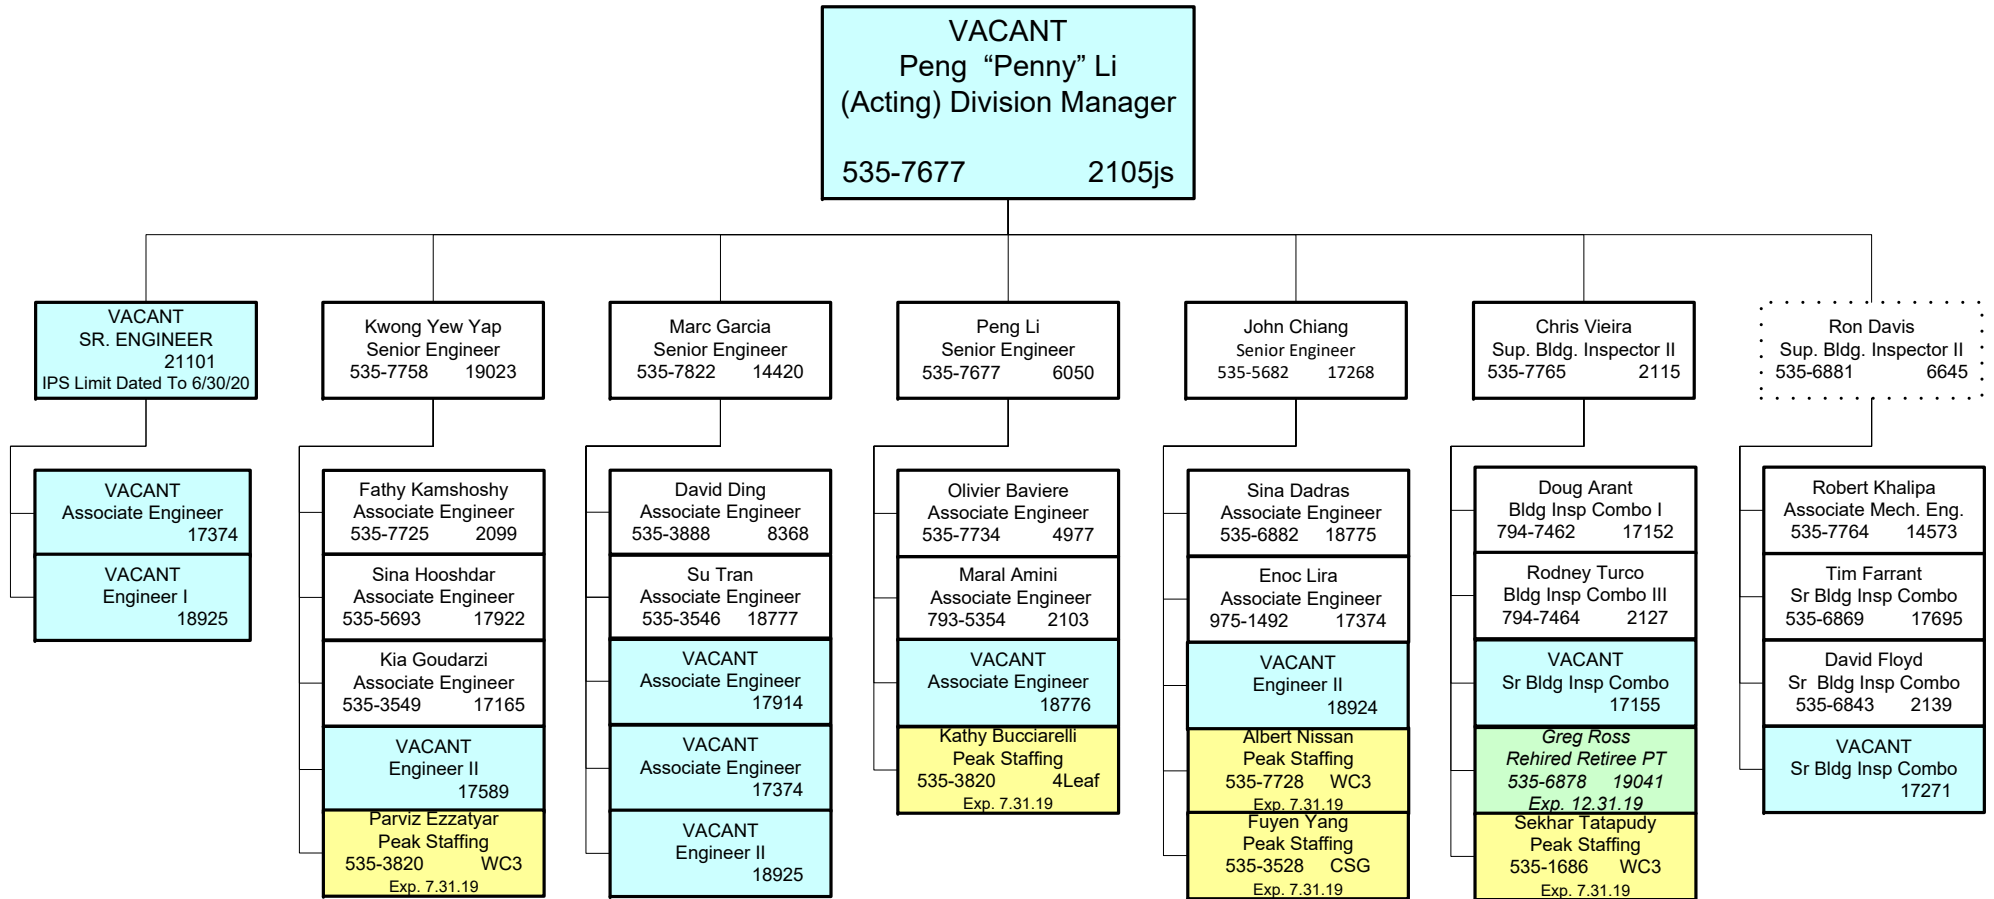 VACANT
Peng “Penny” Li
(Acting) Division Manager
535-7677 2105js
VACANT
SR. ENGINEER
21101
IPS Limit Dated To 6/30/20
Kwong Yew Yap
Senior Engineer
535-7758 19023
Marc Garcia
Senior Engineer
535-7822 14420
Peng Li
Senior Engineer
535-7677 6050
John Chiang
Senior Engineer
535-5682 17268
Chris Vieira
Sup. Bldg. Inspector II
535-7765 2115
Ron Davis
Sup. Bldg. Inspector II
535-6881 6645
VACANT
Associate Engineer
17374
VACANT
Engineer I
18925
Fathy Kamshoshy
Associate Engineer
535-7725 2099
Sina Hooshdar
Associate Engineer
535-5693 17922
Kia Goudarzi
Associate Engineer
535-3549 17165
VACANT
Engineer II
17589
Parviz Ezzatyar
Peak Staffing
535-3820 WC3
Exp. 7.31.19
David Ding
Associate Engineer
535-3888 8368
Su Tran
Associate Engineer
535-3546 18777
VACANT
Associate Engineer
17914
VACANT
Associate Engineer
17374
VACANT
Engineer II
18925
Olivier Baviere
Associate Engineer
535-7734 4977
Maral Amini
Associate Engineer
793-5354 2103
VACANT
Associate Engineer
18776
Kathy Bucciarelli
Peak Staffing
535-3820 4Leaf
Exp. 7.31.19
Sina Dadras
Associate Engineer
535-6882 18775
Enoc Lira
Associate Engineer
975-1492 17374
VACANT
Engineer II
18924
Albert Nissan
Peak Staffing
535-7728 WC3
Exp. 7.31.19
Fuyen Yang
Peak Staffing
535-3528 CSG
Exp. 7.31.19
Doug Arant
Bldg Insp Combo I
794-7462 17152
Rodney Turco
Bldg Insp Combo III
794-7464 2127
VACANT
Sr Bldg Insp Combo
17155
Greg Ross
Rehired Retiree PT
535-6878 19041
Exp. 12.31.19
Sekhar Tatapudy
Peak Staffing
535-1686 WC3
Exp. 7.31.19
Robert Khalipa
Associate Mech. Eng.
535-7764 14573
Tim Farrant
Sr Bldg Insp Combo
535-6869 17695
David Floyd
Sr Bldg Insp Combo
535-6843 2139
VACANT
Sr Bldg Insp Combo
17271